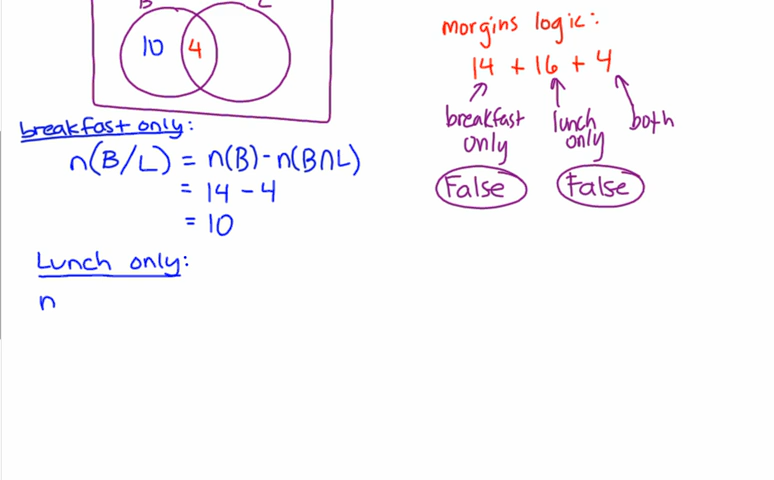 B L
10 4
breakfast only:
n(B/L) = n(B) - n(B∩L)
= 14 - 4
= 10
Lunch only:
n
morgins logic:
14 + 16 + 4
breakfast only
lunch only
both
False
False